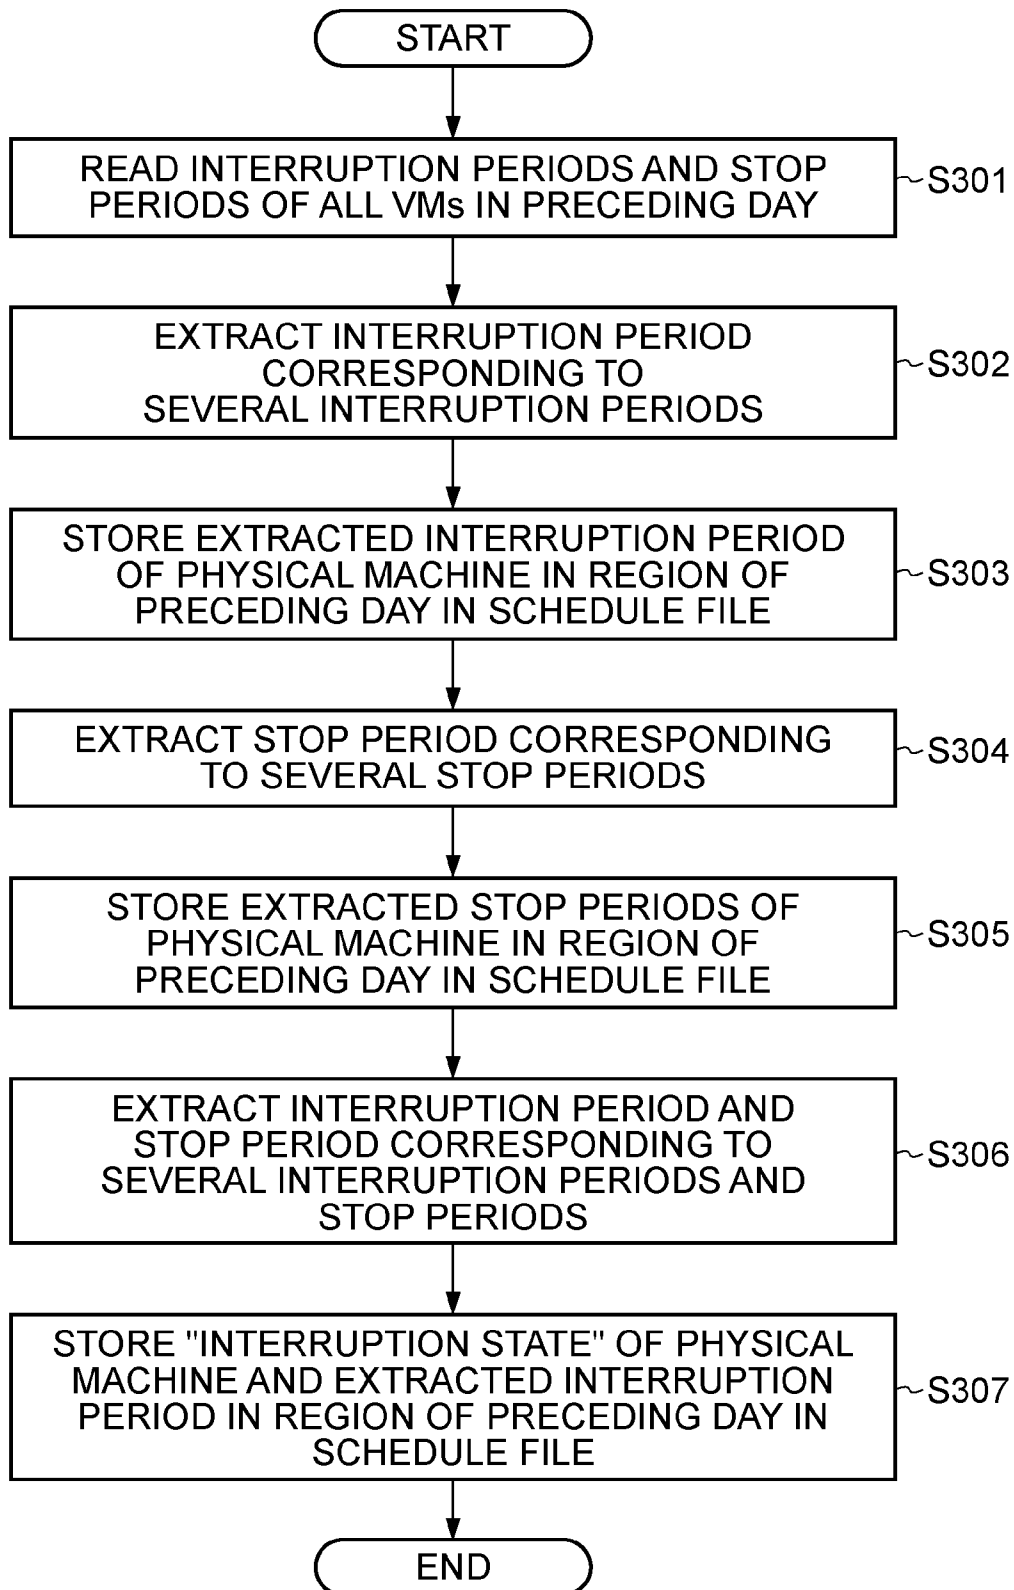 START
READ INTERRUPTION PERIODS AND STOP
PERIODS OF ALL VMs IN PRECEDING DAY
S301
EXTRACT INTERRUPTION PERIOD
CORRESPONDING TO
SEVERAL INTERRUPTION PERIODS
S302
STORE EXTRACTED INTERRUPTION PERIOD
OF PHYSICAL MACHINE IN REGION OF
PRECEDING DAY IN SCHEDULE FILE
S303
EXTRACT STOP PERIOD CORRESPONDING
TO SEVERAL STOP PERIODS
S304
STORE EXTRACTED STOP PERIODS OF
PHYSICAL MACHINE IN REGION OF
PRECEDING DAY IN SCHEDULE FILE
S305
EXTRACT INTERRUPTION PERIOD AND
STOP PERIOD CORRESPONDING TO
SEVERAL INTERRUPTION PERIODS AND
STOP PERIODS
S306
STORE "INTERRUPTION STATE" OF PHYSICAL
MACHINE AND EXTRACTED INTERRUPTION
PERIOD IN REGION OF PRECEDING DAY IN
SCHEDULE FILE
S307
END